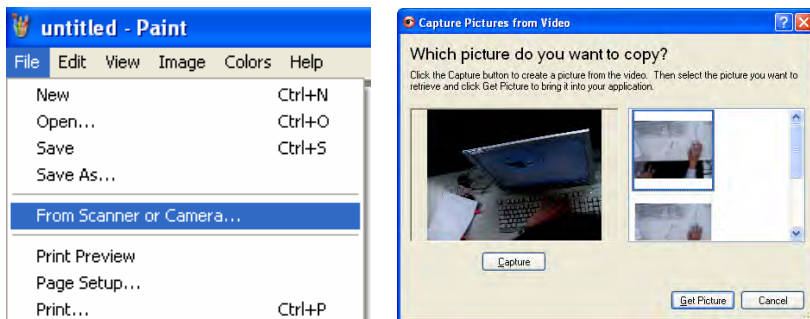 untitled - Paint
File Edit View Image Colors Help
New Ctrl+N
Open... Ctrl+O
Save Ctrl+S
Save As...
From Scanner or Camera...
Print Preview
Page Setup...
Print... Ctrl+P
Capture Pictures from Video
Which picture do you want to copy?
Click the Capture button to create a picture from the video. Then select the picture you want to
retrieve and click Get Picture to bring it into your application.
Capture
Get Picture Cancel